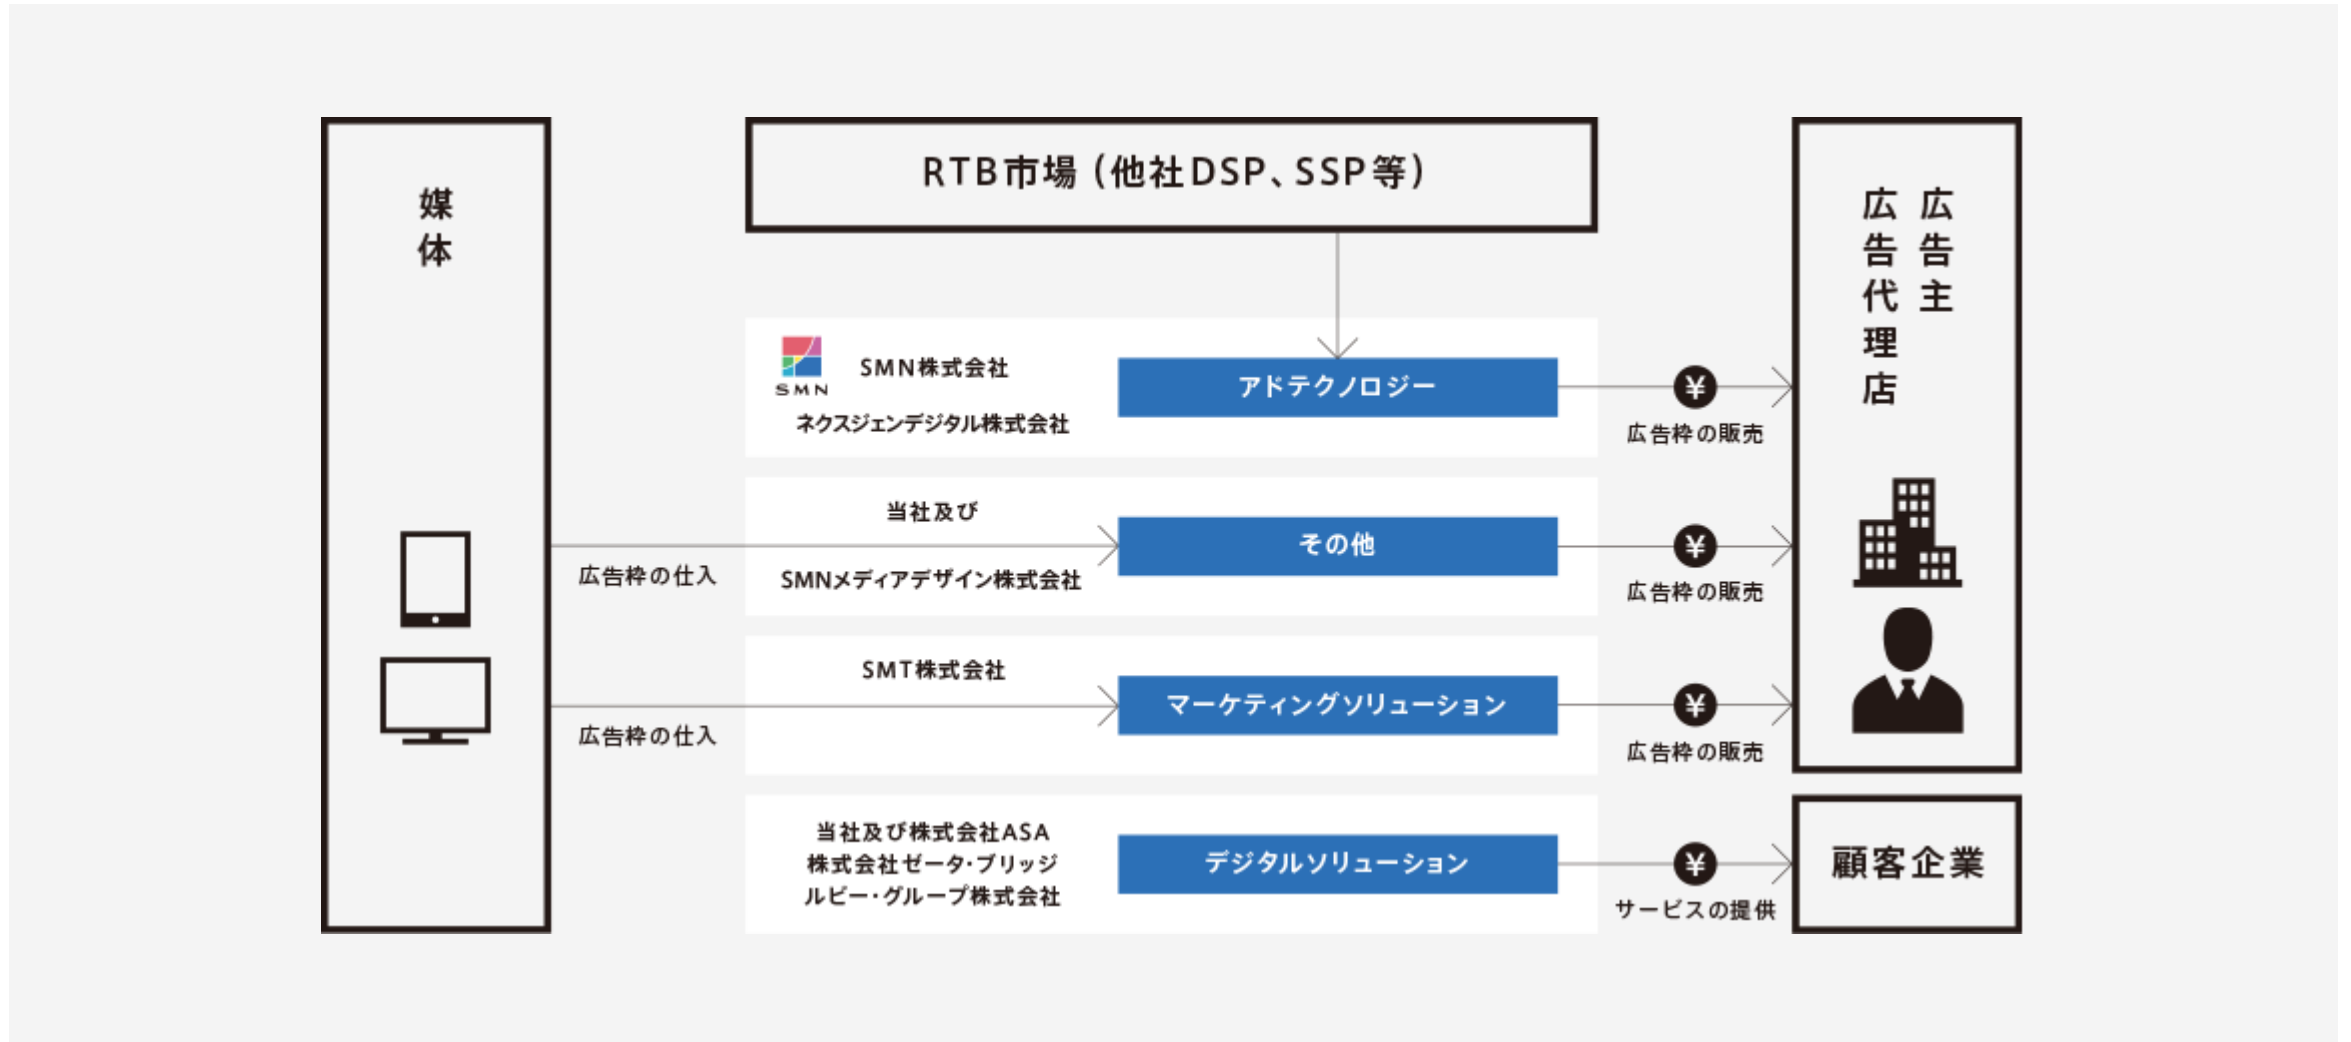 媒体
RTB市場（他社DSP、SSP等）
広告主
広告代理店
SMN
SMN株式会社
ネクスジェンデジタル株式会社
アドテクノロジー
¥
広告枠の販売
広告枠の仕入
当社及び
SMNメディアデザイン株式会社
その他
¥
広告枠の販売
広告枠の仕入
SMT株式会社
マーケティングソリューション
¥
広告枠の販売
当社及び株式会社ASA
株式会社ゼータ・ブリッジ
ルビー・グループ株式会社
デジタルソリューション
¥
サービスの提供
顧客企業